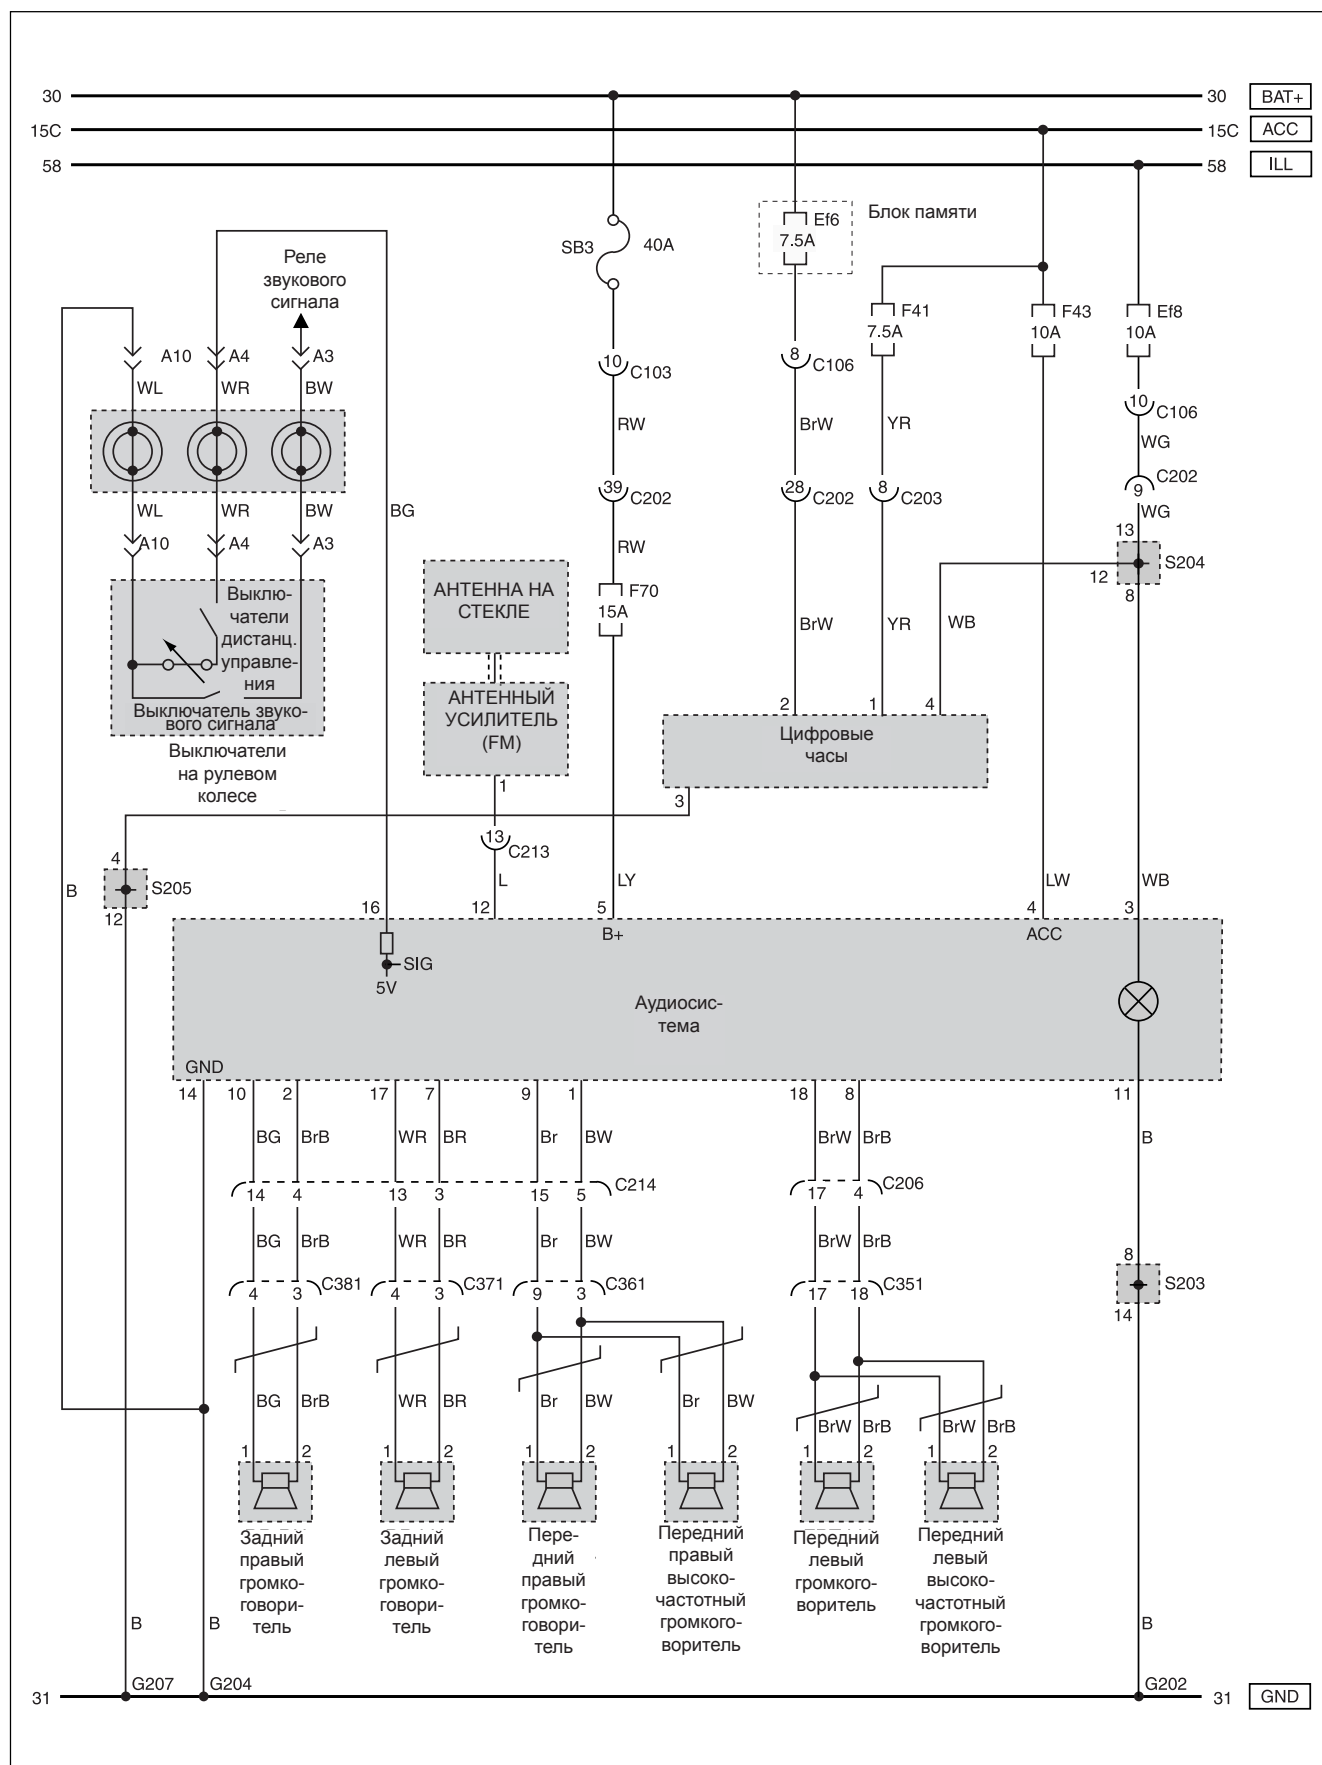 30
30
BAT+
15C
15C
ACC
58
58
ILL
Ef6
7.5A
Блок памяти
SB3
40A
Реле
звукового
сигнала
F41
7.5A
F43
10A
Ef8
10A
A10
A4
A3
10
C103
8
C106
WL
WR
BW
10
C106
RW
BrW
YR
WG
39
C202
28
C202
8
C203
C202
9
WL
WR
BW
BG
WG
13
A10
A4
A3
RW
S204
12
8
АНТЕННА НА
СТЕКЛЕ
F70
15A
Выклю-
чатели
дистанц.
управле-
ния
BrW
YR
WB
Выключатель звуко-
вого сигнала
АНТЕННЫЙ
УСИЛИТЕЛЬ
(FM)
2
1
4
Цифровые
часы
Выключатели
на рулевом
колесе
1
3
13
C213
4
S205
12
B
L
LY
LW
WB
16
12
5
4
3
B+
ACC
SIG
5V
Аудиосис-
тема
GND
14
10
2
17
7
9
1
18
8
11
BG
BrB
WR
BR
Br
BW
BrW
BrB
B
14
4
13
3
15
5
C214
17
4
C206
BG
BrB
WR
BR
Br
BW
BrW
BrB
8
S203
14
4
3
C381
4
3
C371
9
3
C361
17
18
C351
BG
BrB
WR
BR
Br
BW
Br
BW
BrW
BrB
BrW
BrB
1
2
1
2
1
2
1
2
1
2
1
2
Задний
правый
громко-
говори-
тель
Задний
левый
громко-
говори-
тель
Пере-
дний
правый
громко-
говори-
тель
Передний
правый
высоко-
частотный
громкого-
воритель
Передний
левый
громкого-
воритель
Передний
левый
высоко-
частотный
громкого-
воритель
B
B
B
31
G207
G204
G202
31
GND